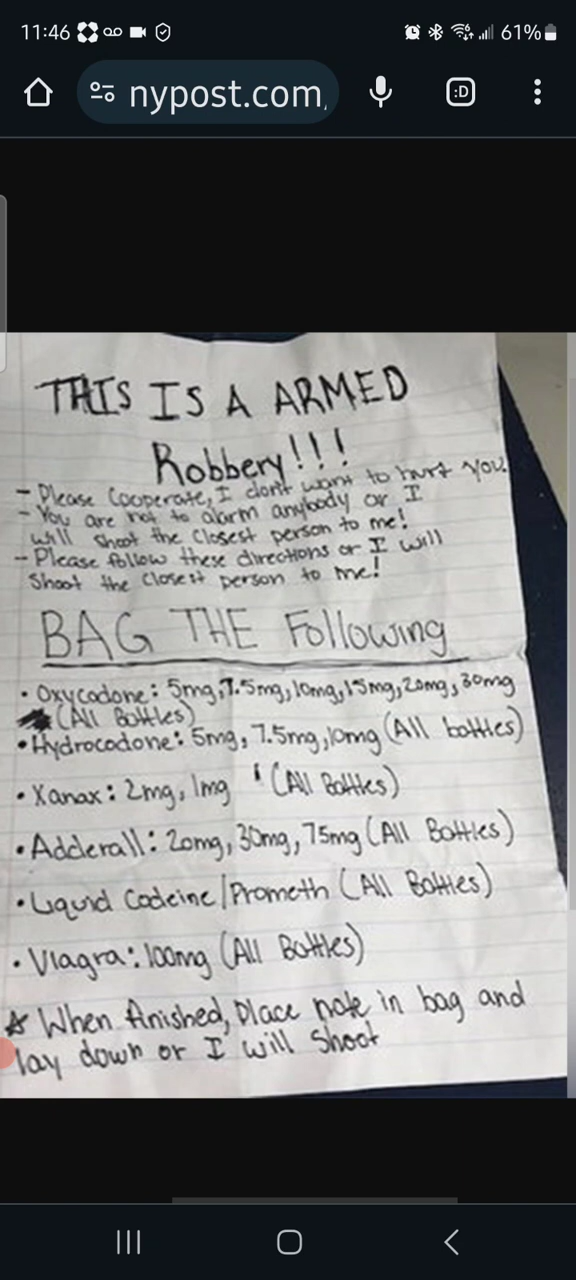 11:46
61%
nypost.com,
:D
THIS IS A ARMED
Robbery!!!
- Please Cooperate, I don't want to hurt you.
- You are not to alarm anybody or I
will shoot the closest person to me!
- Please follow these directions or I will
Shoot the closest person to me!
BAG THE Following
• Oxycodone: 5mg, 7.5mg, 10mg, 15mg, 20mg, 30mg
(All Bottles)
• Hydrocodone: 5mg, 7.5mg, 10mg (All bottles)
• Xanax: 2mg, 1mg (All Bottles)
• Adderall: 20mg, 30mg, 75mg (All Bottles)
• Liquid Codeine/Prometh (All Bottles)
• Viagra: 100mg (All Bottles)
☆ When finished, place note in bag and
lay down or I will shoot